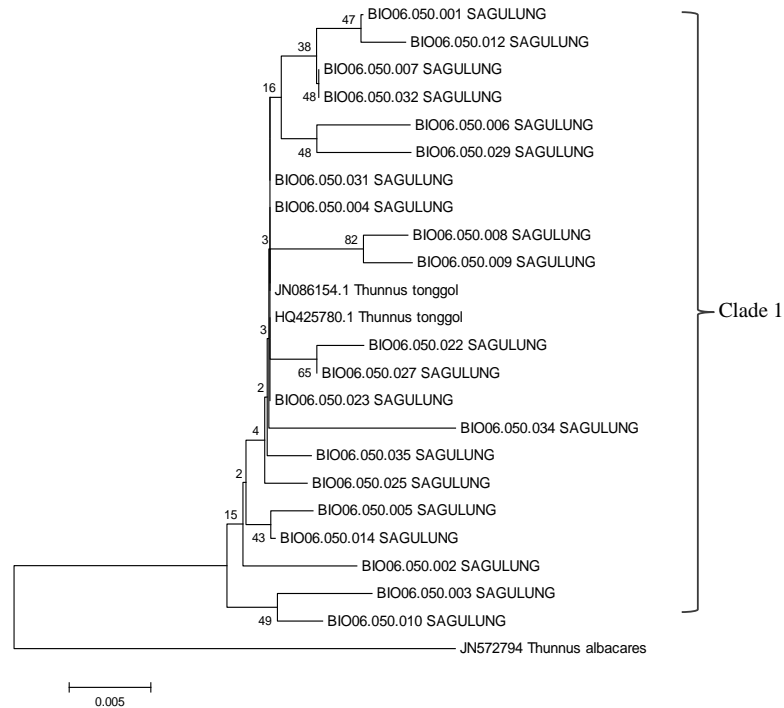 47
BIO06.050.001 SAGULUNG
BIO06.050.012 SAGULUNG
38
BIO06.050.007 SAGULUNG
16
48
BIO06.050.032 SAGULUNG
BIO06.050.006 SAGULUNG
48
BIO06.050.029 SAGULUNG
BIO06.050.031 SAGULUNG
BIO06.050.004 SAGULUNG
3
82
BIO06.050.008 SAGULUNG
BIO06.050.009 SAGULUNG
JN086154.1 Thunnus tonggol
HQ425780.1 Thunnus tonggol
Clade 1
3
BIO06.050.022 SAGULUNG
65
BIO06.050.027 SAGULUNG
2
BIO06.050.023 SAGULUNG
BIO06.050.034 SAGULUNG
4
BIO06.050.035 SAGULUNG
2
BIO06.050.025 SAGULUNG
BIO06.050.005 SAGULUNG
15
43
BIO06.050.014 SAGULUNG
BIO06.050.002 SAGULUNG
BIO06.050.003 SAGULUNG
49
BIO06.050.010 SAGULUNG
JN572794 Thunnus albacares
0.005